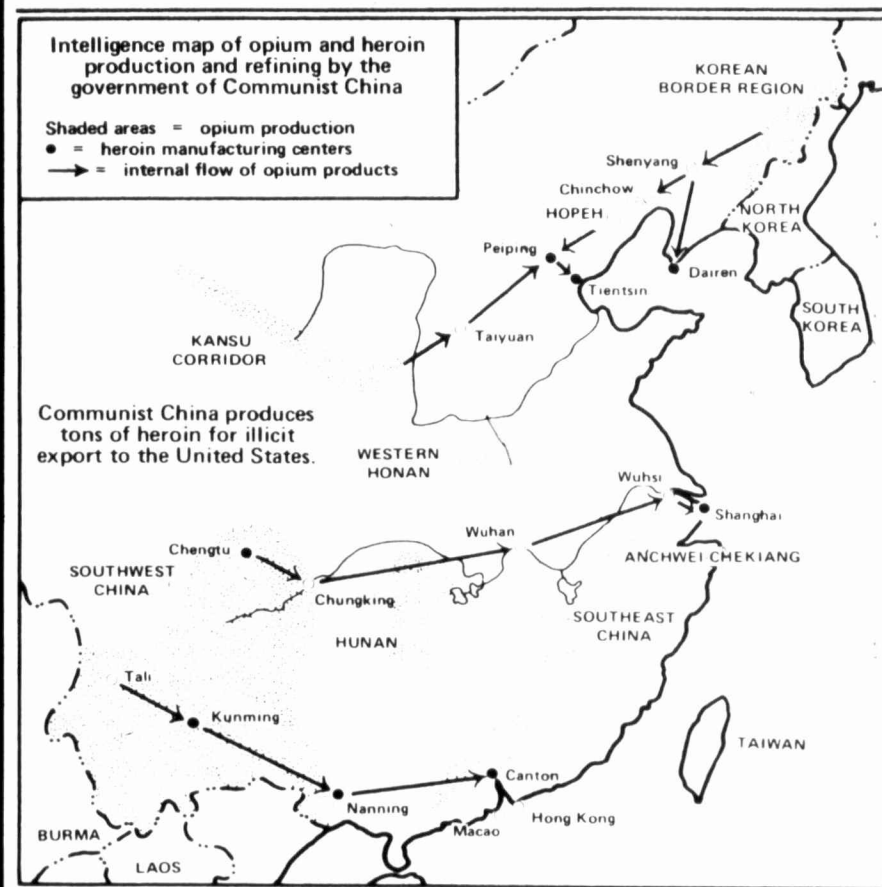 Intelligence map of opium and heroin
production and refining by the
government of Communist China
Shaded areas = opium production
● = heroin manufacturing centers
→ = internal flow of opium products
KOREAN
BORDER REGION
Shenyang
Chinchow
HOPEH
NORTH
KOREA
Peiping
Tientsin
Dairen
SOUTH
KOREA
Taiyuan
KANSU
CORRIDOR
Communist China produces
tons of heroin for illicit
export to the United States.
WESTERN
HONAN
Wuhsi
Shanghai
Wuhan
Chengtu
ANCHWEI CHEKIANG
SOUTHWEST
CHINA
Chungking
SOUTHEAST
CHINA
HUNAN
Tali
Kunming
TAIWAN
Canton
Nanning
Hong Kong
Macao
BURMA
LAOS